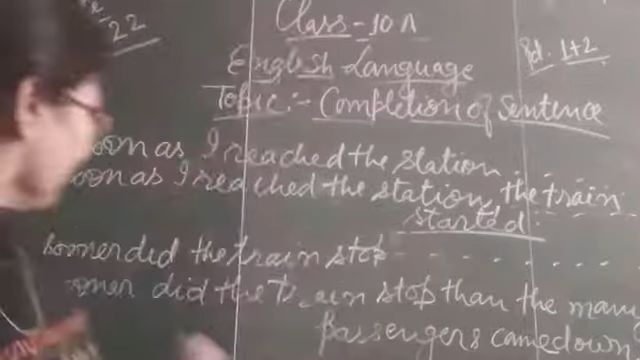 22
Class-10 A
English Language
Pd. 1+2
Topic:- Completion of Sentence
oon as I reached the station . . .
oon as I reached the station, the train
started.
ooner did the train stop . . . . . . . .
oner did the train stop than the many
passengers came down